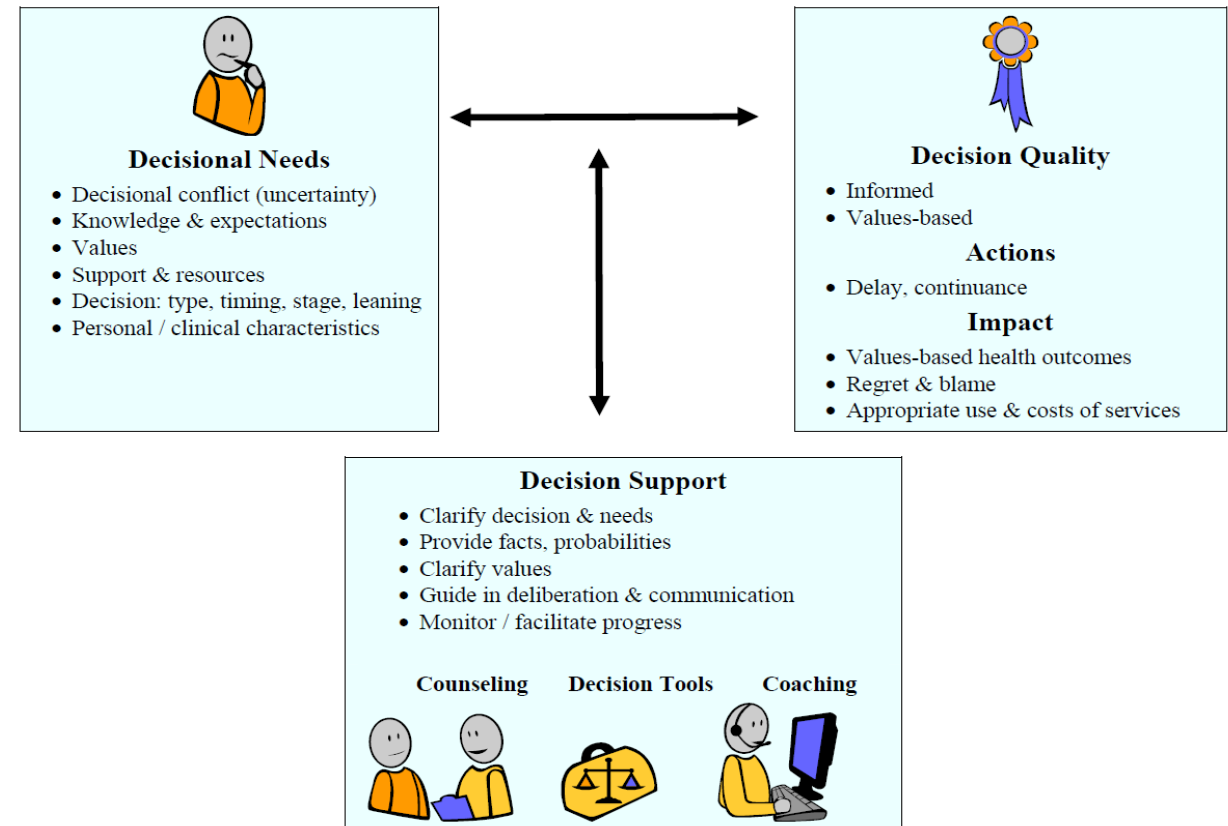 Decisional Needs
• Decisional conflict (uncertainty)
• Knowledge & expectations
• Values
• Support & resources
• Decision: type, timing, stage, leaning
• Personal / clinical characteristics
Decision Quality
• Informed
• Values-based
Actions
• Delay, continuance
Impact
• Values-based health outcomes
• Regret & blame
• Appropriate use & costs of services
Decision Support
• Clarify decision & needs
• Provide facts, probabilities
• Clarify values
• Guide in deliberation & communication
• Monitor / facilitate progress
Counseling Decision Tools Coaching